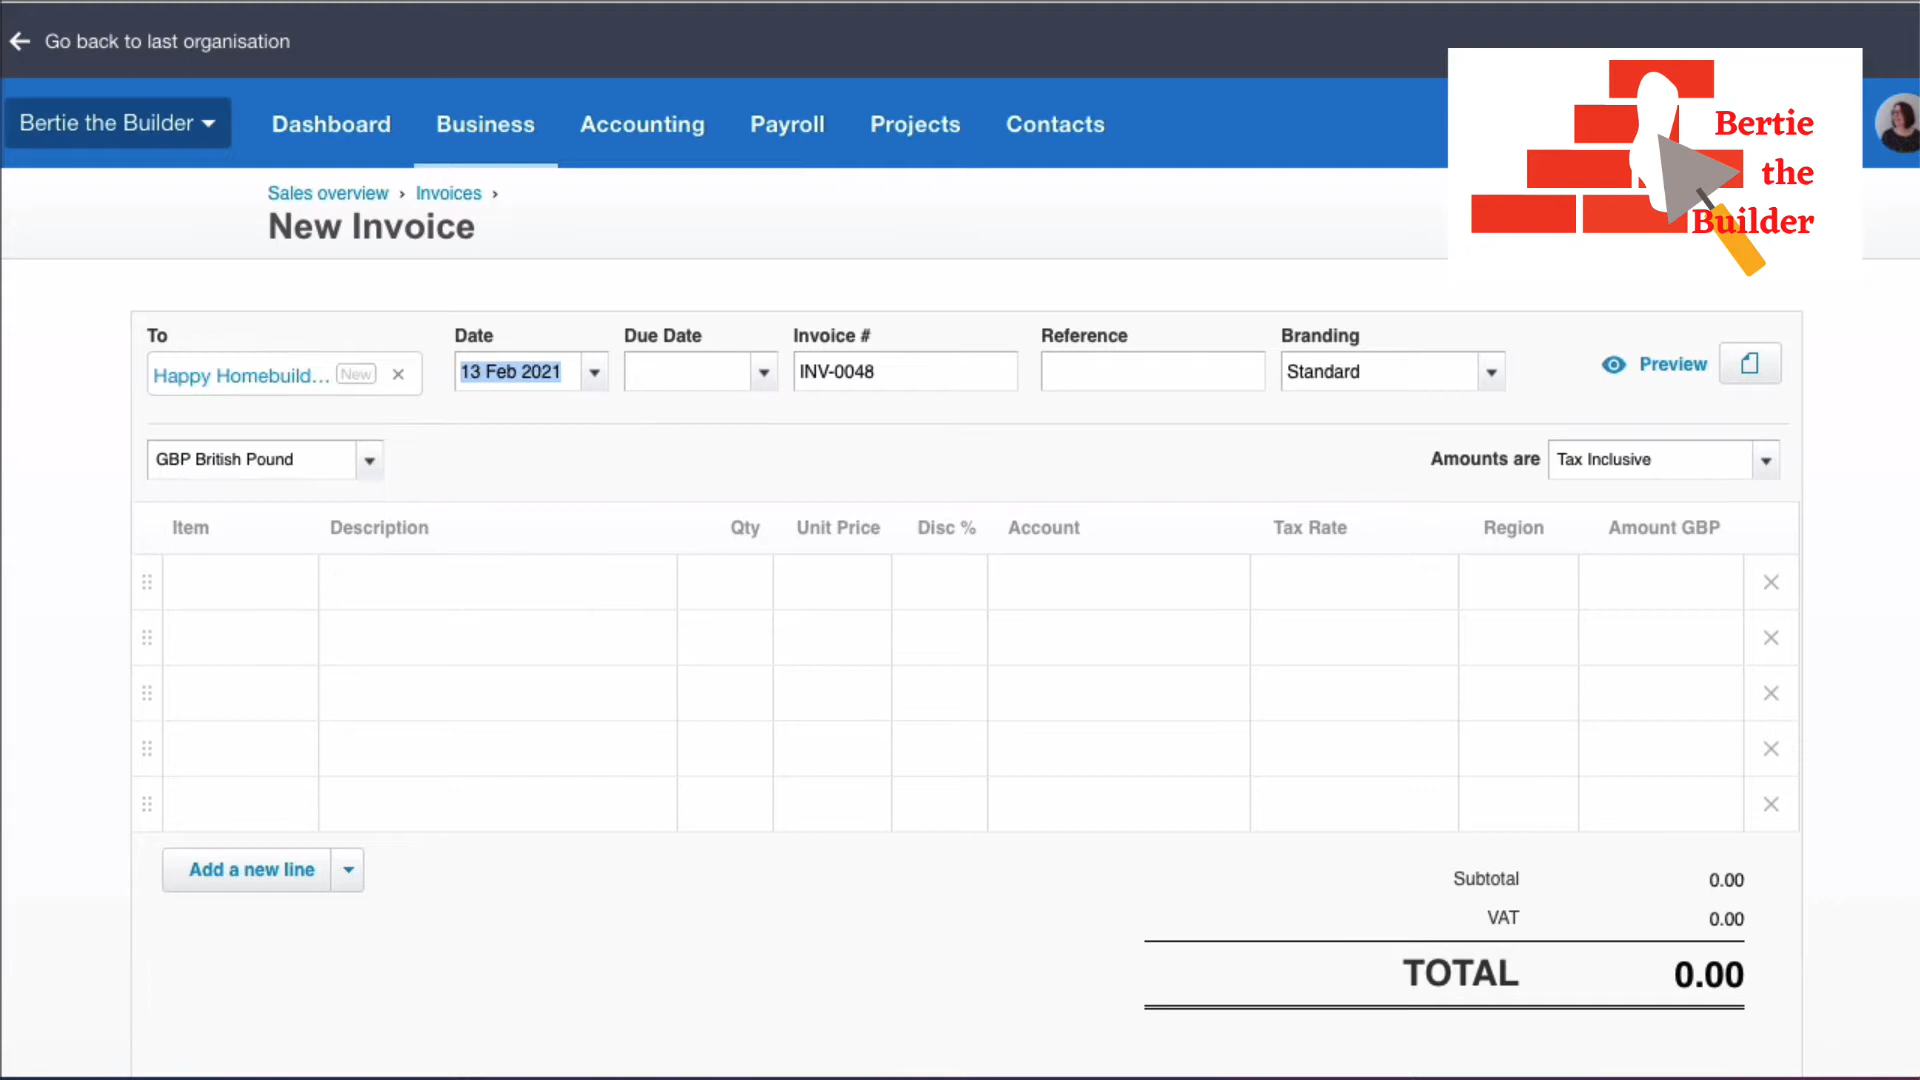 Go back to last organisation
Bertie the Builder
Dashboard
Business
Accounting
Payroll
Projects
Contacts
Bertie
the
Builder
Sales overview › Invoices ›
New Invoice
To
Date
Due Date
Invoice #
Reference
Branding
Happy Homebuild... New
13 Feb 2021
INV-0048
Standard
Preview
GBP British Pound
Amounts are
Tax Inclusive
Item
Description
Qty
Unit Price
Disc %
Account
Tax Rate
Region
Amount GBP
Add a new line
Subtotal 0.00
VAT 0.00
TOTAL 0.00